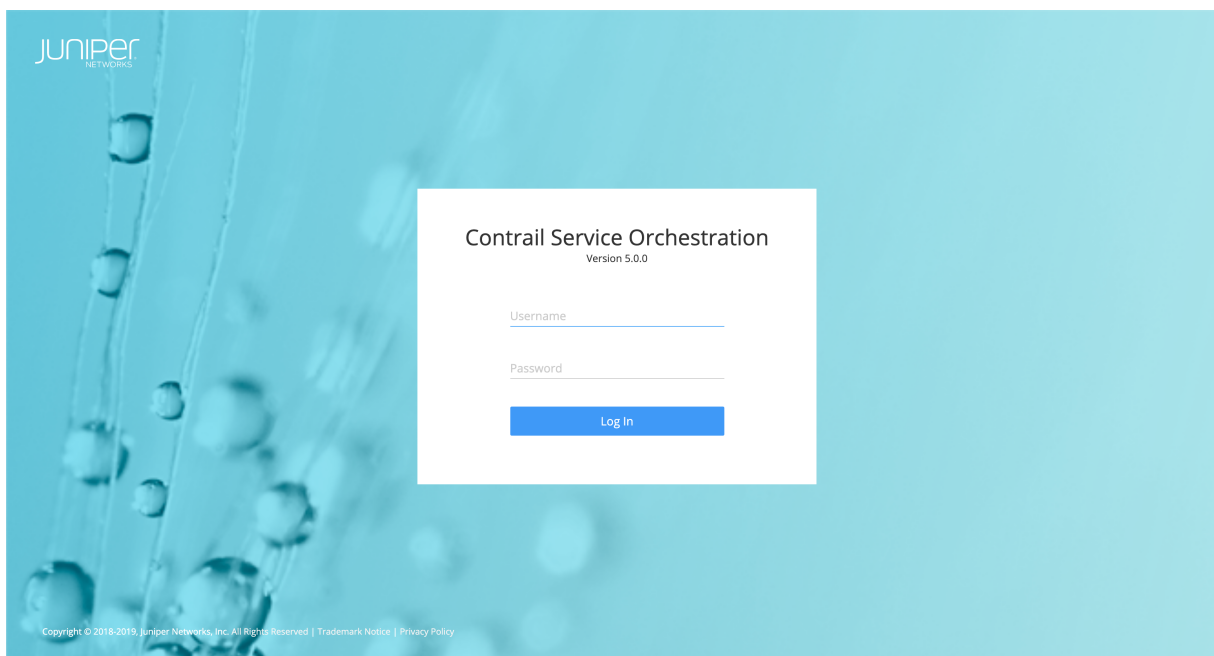 JUNIPER
NETWORKS
Contrail Service Orchestration
Version 5.0.0
Username
Password
Log In
Copyright © 2018-2019, Juniper Networks, Inc. All Rights Reserved | Trademark Notice | Privacy Policy